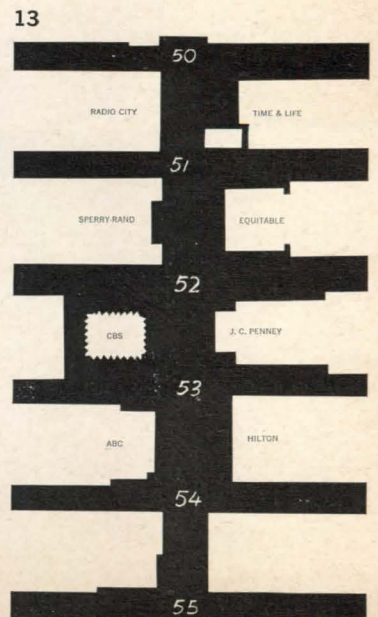 13
50
RADIO CITY
TIME & LIFE
51
SPERRY-RAND
EQUITABLE
52
CBS
J. C. PENNEY
53
ABC
HILTON
54
55